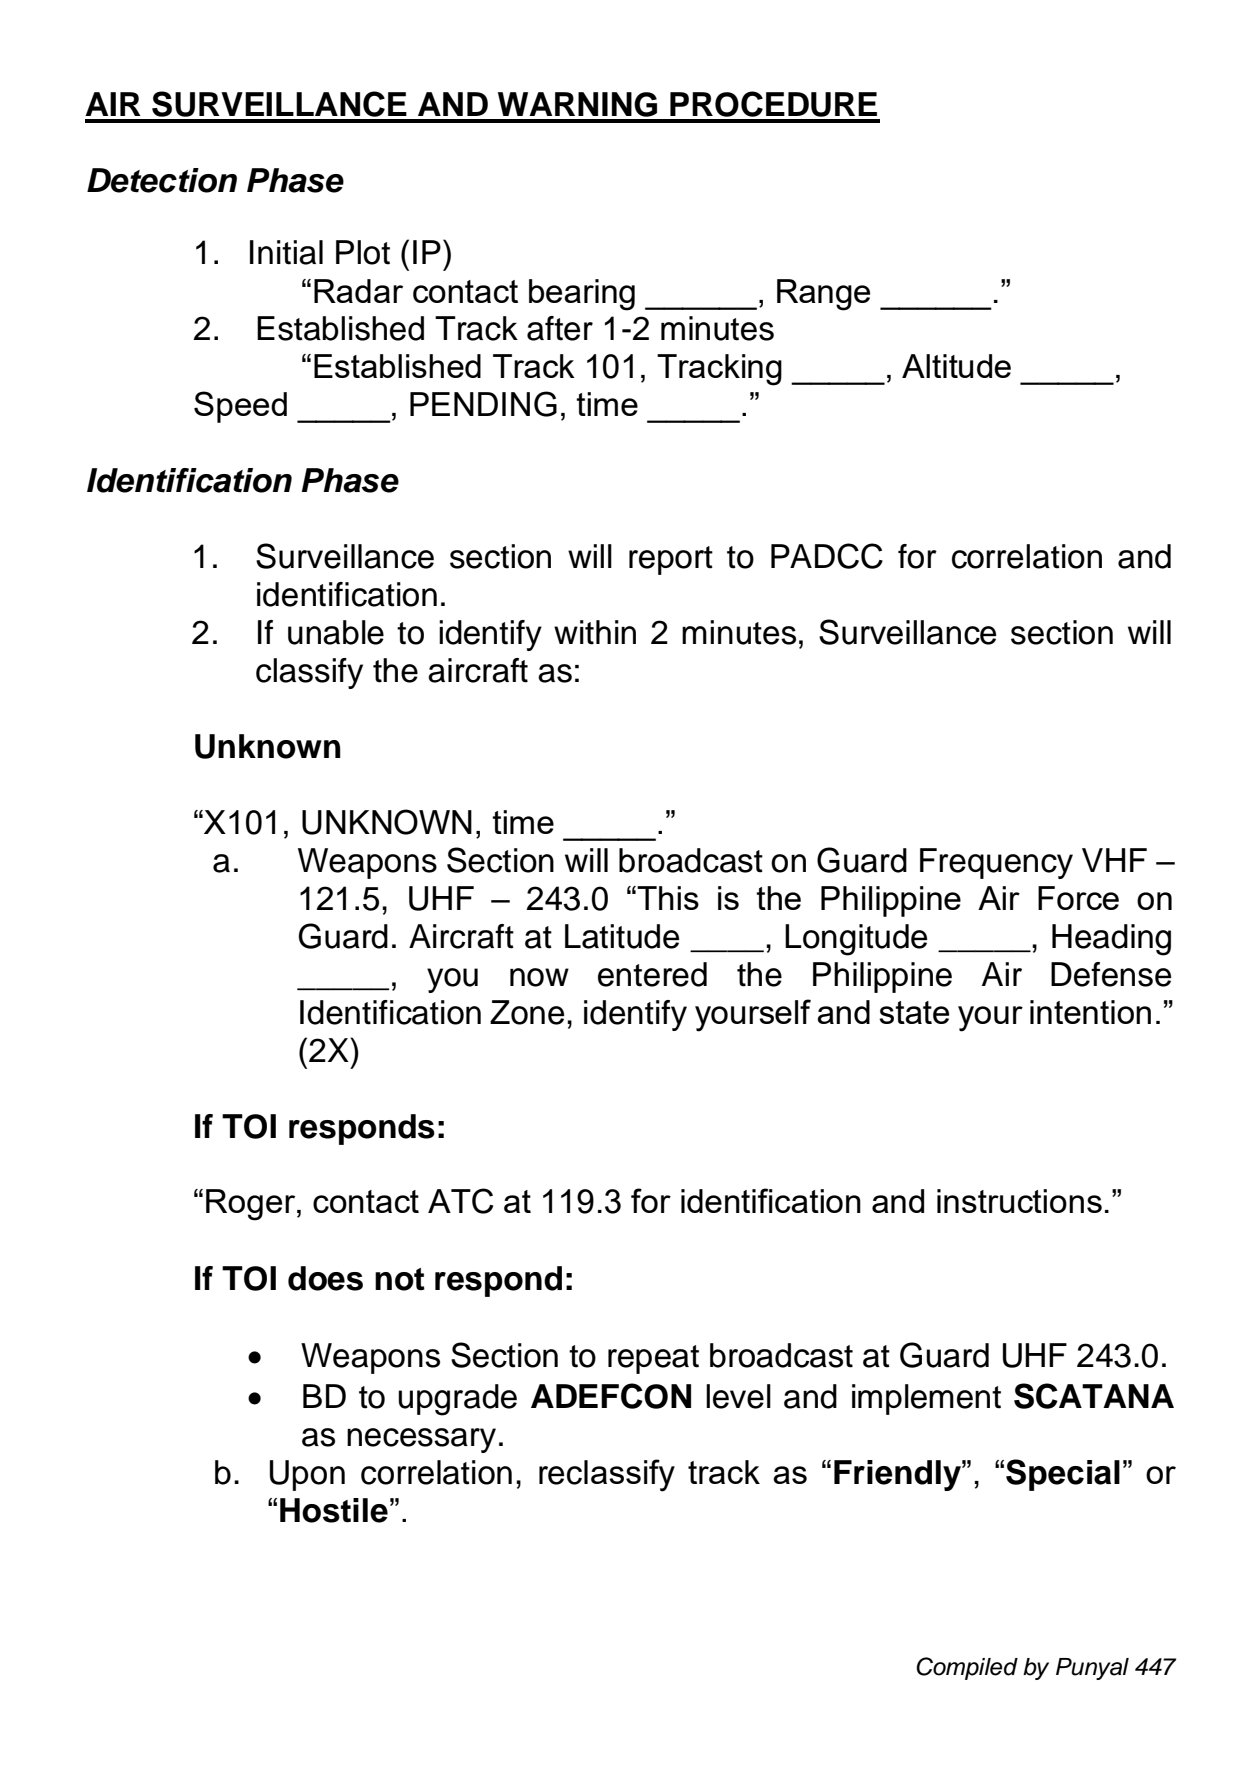 AIR SURVEILLANCE AND WARNING PROCEDURE
Detection Phase
1. Initial Plot (IP)
“Radar contact bearing ______, Range ______.”
2. Established Track after 1-2 minutes
“Established Track 101, Tracking _____, Altitude _____,
Speed _____, PENDING, time _____.”
Identification Phase
1. Surveillance section will report to PADCC for correlation and
identification.
2. If unable to identify within 2 minutes, Surveillance section will
classify the aircraft as:
Unknown
“X101, UNKNOWN, time _____.”
a. Weapons Section will broadcast on Guard Frequency VHF –
121.5, UHF – 243.0 “This is the Philippine Air Force on
Guard. Aircraft at Latitude ____, Longitude _____, Heading
_____, you now entered the Philippine Air Defense
Identification Zone, identify yourself and state your intention.”
(2X)
If TOI responds:
“Roger, contact ATC at 119.3 for identification and instructions.”
If TOI does not respond:
• Weapons Section to repeat broadcast at Guard UHF 243.0.
• BD to upgrade ADEFCON level and implement SCATANA
as necessary.
b. Upon correlation, reclassify track as “Friendly”, “Special” or
“Hostile”.
Compiled by Punyal 447